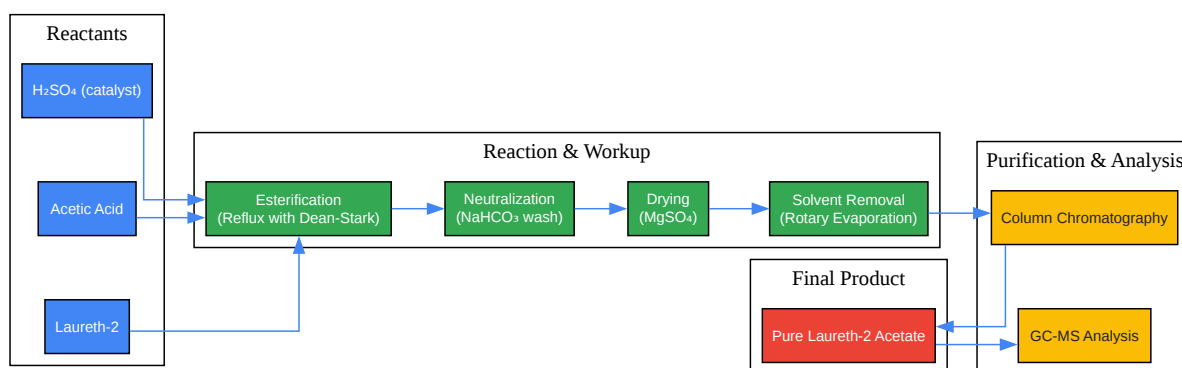 Reactants
H₂SO₄ (catalyst)
Acetic Acid
Laureth-2
Reaction & Workup
Esterification
(Reflux with Dean-Stark)
Neutralization
(NaHCO₃ wash)
Drying
(MgSO₄)
Solvent Removal
(Rotary Evaporation)
Purification & Analysis
Column Chromatography
Final Product
Pure Laureth-2 Acetate
GC-MS Analysis